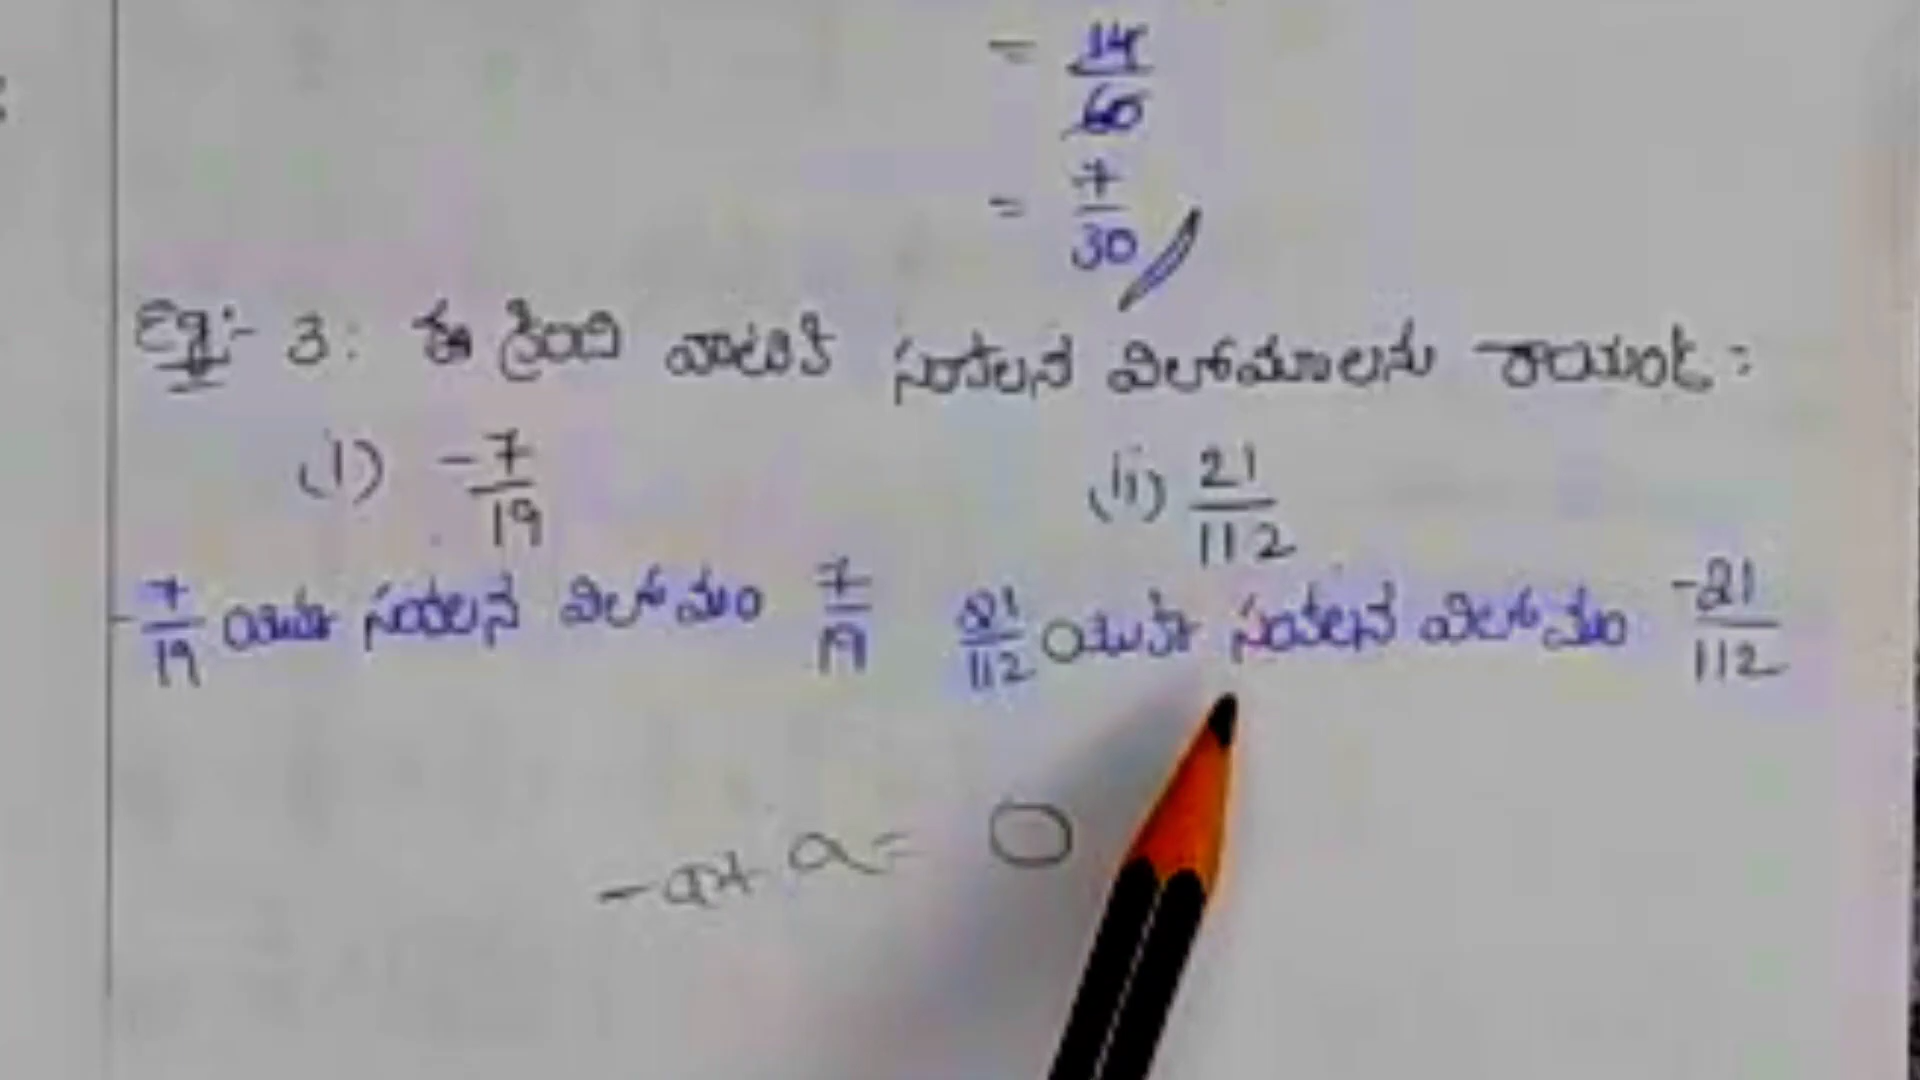 = 14/60
= 7/30
Eg:- 3: ఈ క్రింది వాటికి సంకలన విలోమాలను రాయండి:
(i) -7/19 (ii) 21/112
-7/19 యొక్క సంకలన విలోమం 7/19 21/112 యొక్క సంకలన విలోమం -21/112
-a+a= 0